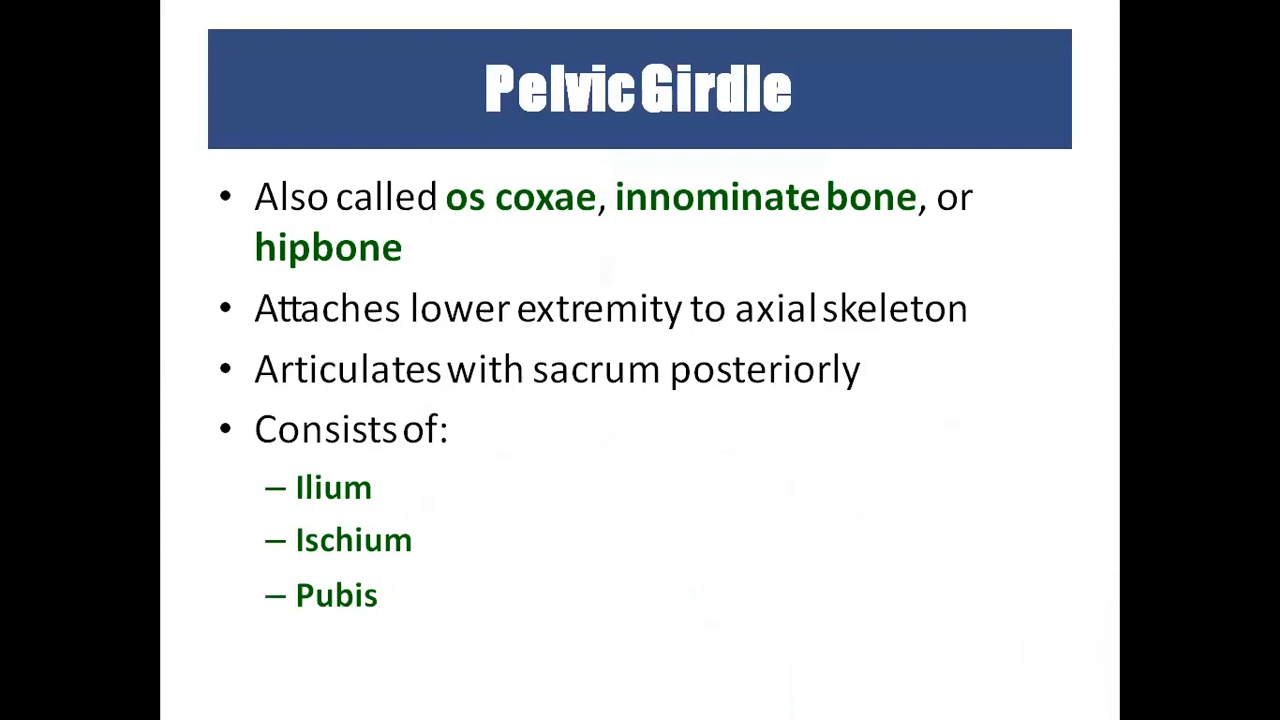 Pelvic Girdle
• Also called os coxae, innominate bone, or
hipbone
• Attaches lower extremity to axial skeleton
• Articulates with sacrum posteriorly
• Consists of:
– Ilium
– Ischium
– Pubis